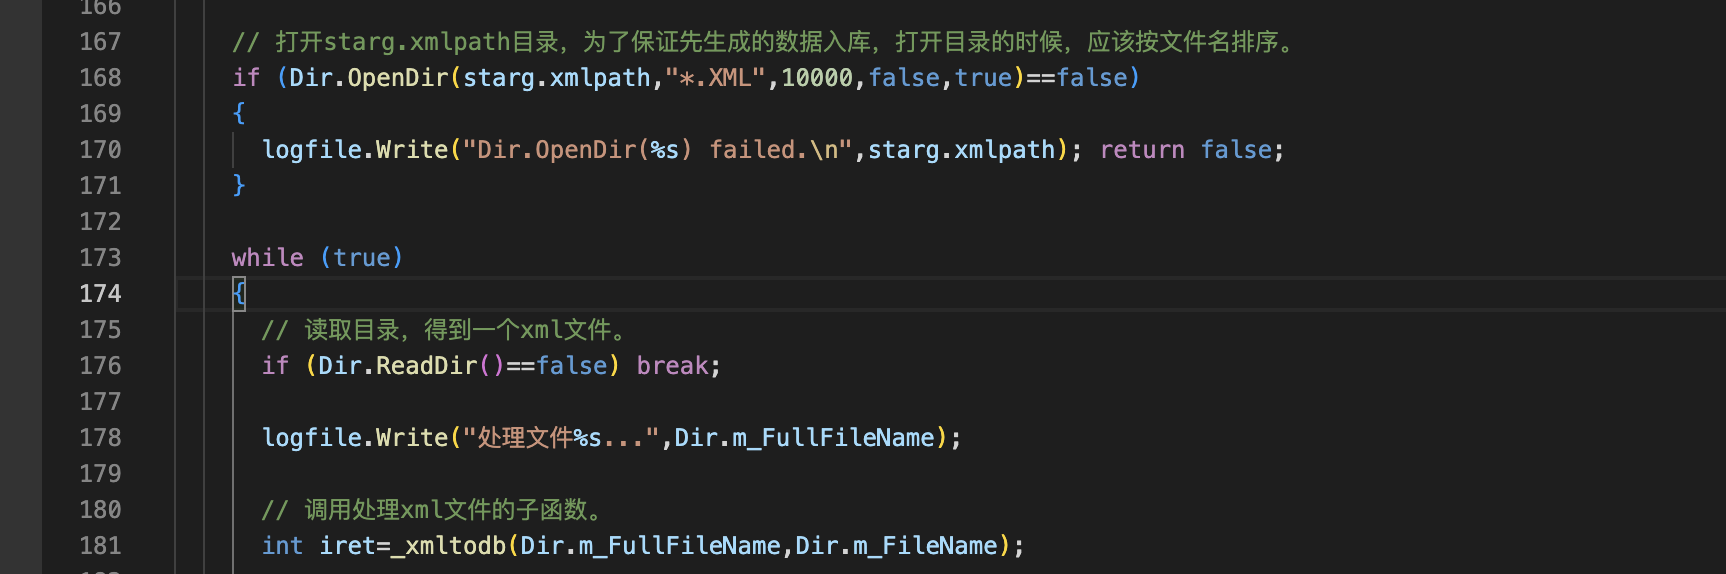 166
167 // 打开starg.xmlpath目录，为了保证先生成的数据入库，打开目录的时候，应该按文件名排序。
168 if (Dir.OpenDir(starg.xmlpath,"*.XML",10000,false,true)==false)
169 {
170 logfile.Write("Dir.OpenDir(%s) failed.\n",starg.xmlpath); return false;
171 }
172
173 while (true)
174 {
175 // 读取目录，得到一个xml文件。
176 if (Dir.ReadDir()==false) break;
177
178 logfile.Write("处理文件%s...",Dir.m_FullFileName);
179
180 // 调用处理xml文件的子函数。
181 int iret=_xmltodb(Dir.m_FullFileName,Dir.m_FileName);